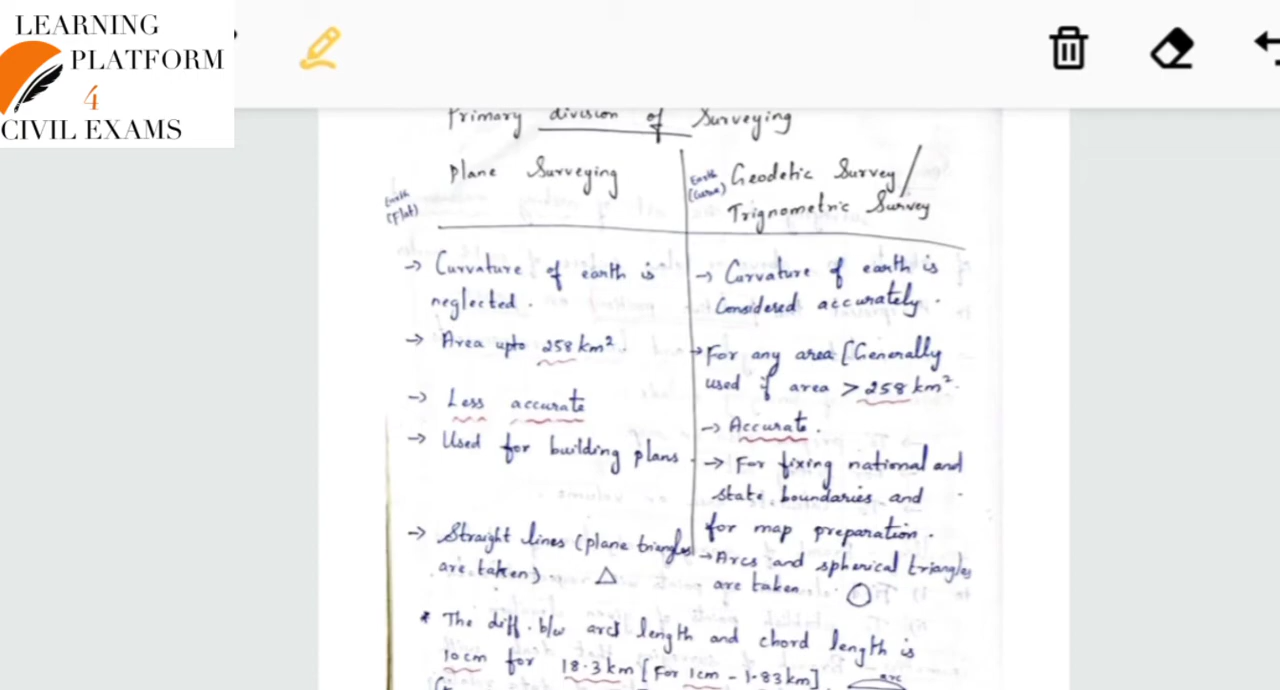 LEARNING
PLATFORM
4
CIVIL EXAMS
Primary division of Surveying
Plane Surveying
Earth
(Flat)
Earth
(Curve)
Geodetic Survey/
Trignometric Survey
→ Curvature of earth is
neglected.
→ Area upto 258 km².
→ Less accurate
→ Used for building plans.
→ Straight lines (plane triangles
are taken)
→ Curvature of earth is
Considered accurately.
→ For any area [Generally
used if area > 258 km².
→ Accurate.
→ For fixing national and
state boundaries and
for map preparation.
→ Arcs and spherical triangles
are taken.
* The diff. b/w arcs length and chord length is
10 cm for 18.3 km [For 1cm - 1.83 km]
arc